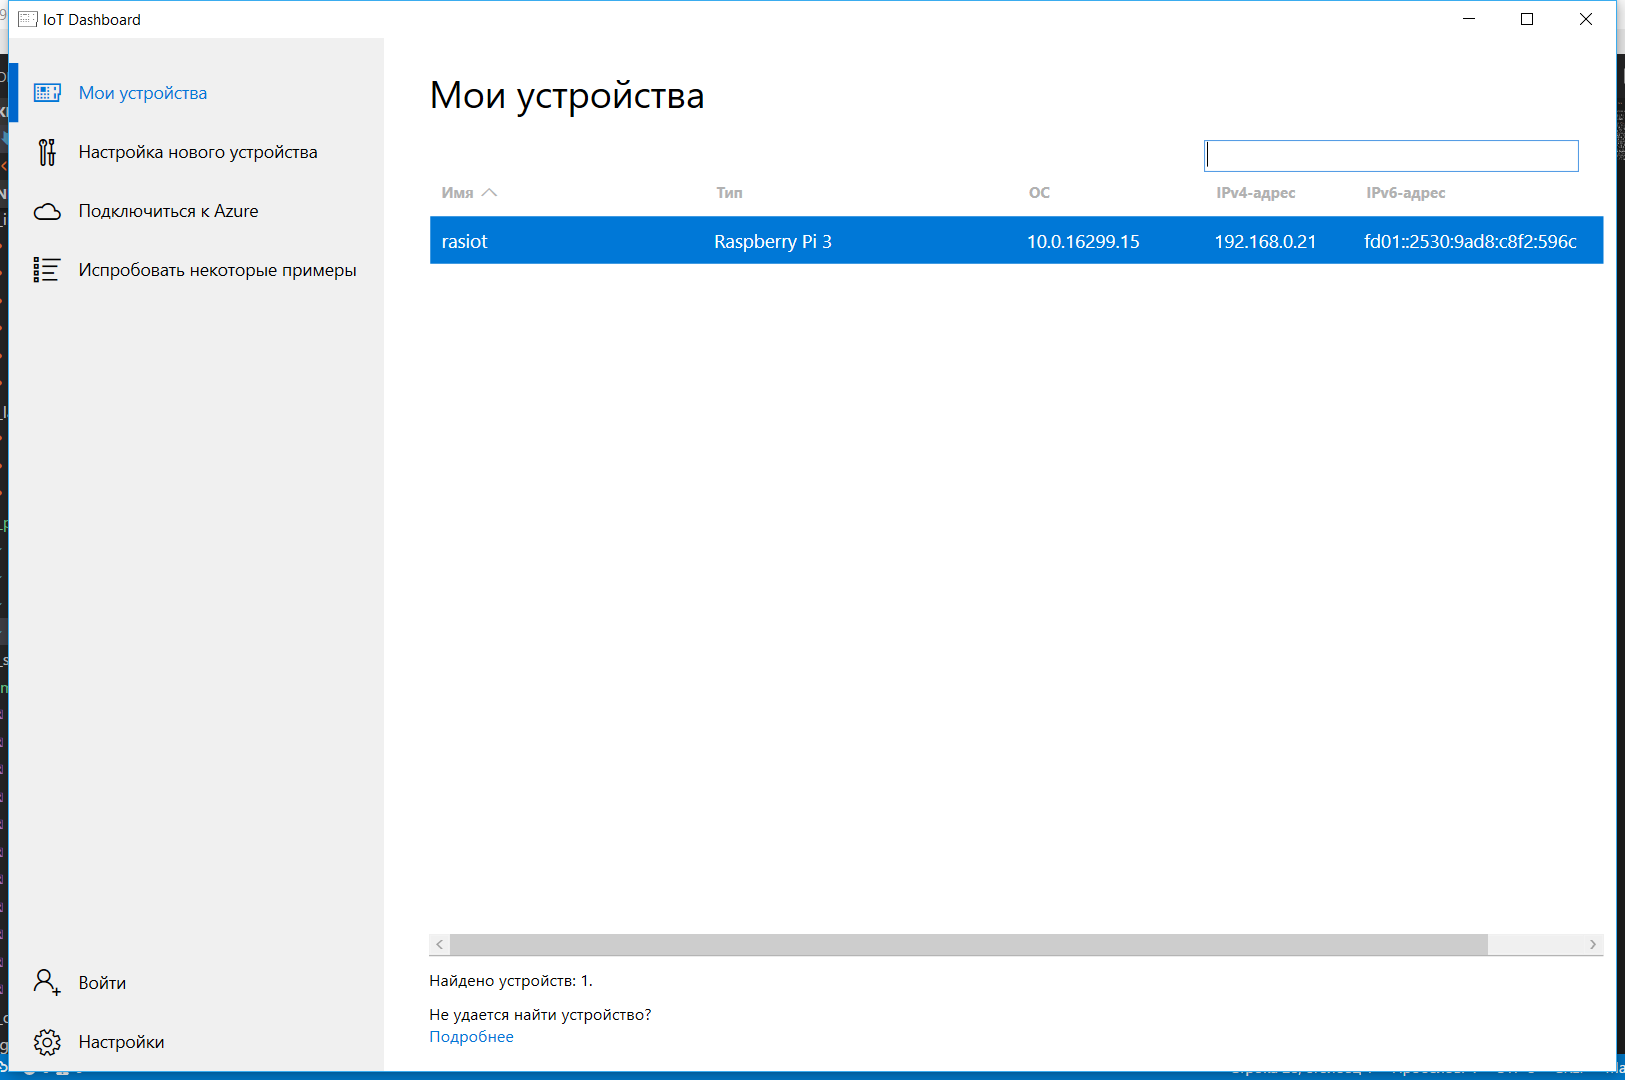 IoT Dashboard
Мои устройства
Настройка нового устройства
Подключиться к Azure
Испробовать некоторые примеры
Войти
Настройки
Мои устройства
Имя Тип ОС IPv4-адрес IPv6-адрес
rasiot Raspberry Pi 3 10.0.16299.15 192.168.0.21 fd01::2530:9ad8:c8f2:596c
Найдено устройств: 1.
Не удается найти устройство?
Подробнее